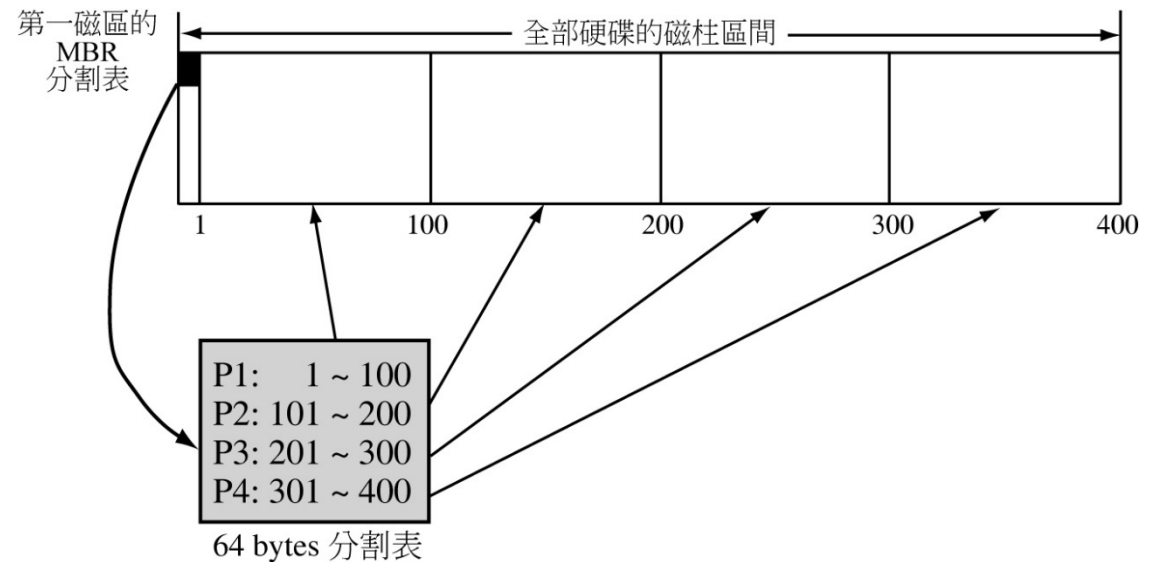 第一磁區的
MBR
分割表
全部硬碟的磁柱區間
1
100
200
300
400
P1: 1 ~ 100
P2: 101 ~ 200
P3: 201 ~ 300
P4: 301 ~ 400
64 bytes 分割表